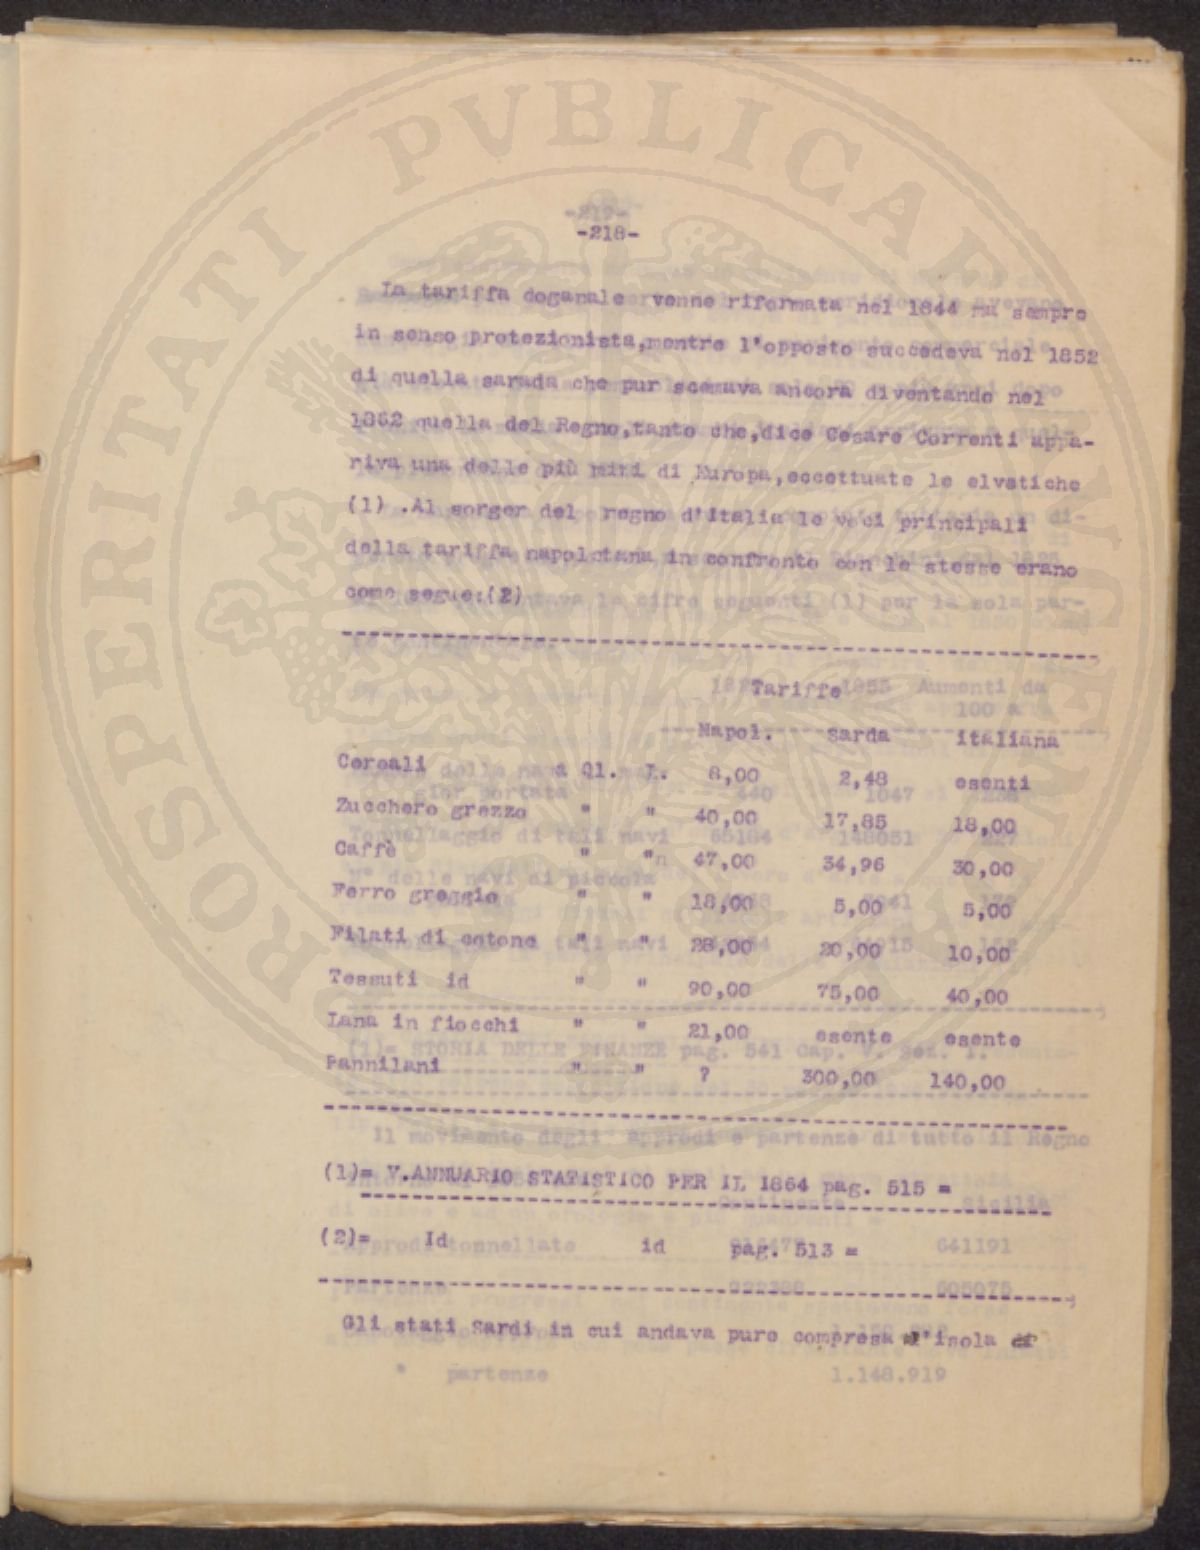 PROSPERITATI PUBLICAE AUGENDAE
-218-
La tariffa doganale venne riformata nel 1844 ma sempre
in senso protezionista,mentre l'opposto succedeva nel 1852
di quella sarada che pur scemava ancora diventando nel
1862 quella del Regno,tanto che,dice Cesare Correnti appa-
riva una delle più miti di Europa,eccettuate le elvetiche
(1) .Al sorger del regno d'italia le voci principali
della tariffa napoletana in confronto con le stesse erano
come segue:(2)
Tariffe
Napol. Sarda italiana
Cereali a Ql. L. 8,00 2,48 esenti
Zucchero grezzo " " 40,00 17,85 18,00
Caffè " " 47,00 34,96 30,00
Ferro greggio " " 18,00 5,00 5,00
Filati di cotone " " 28,00 20,00 10,00
Tessuti id " " 90,00 75,00 40,00
Lana in fiocchi " " 21,00 esente esente
Pannilani " " ? 300,00 140,00
(1)= V.ANNUARIO STATISTICO PER IL 1864 pag. 515 =
(2)= Id id pag. 513 =
Gli stati Sardi in cui andava pure compresa l'isola di